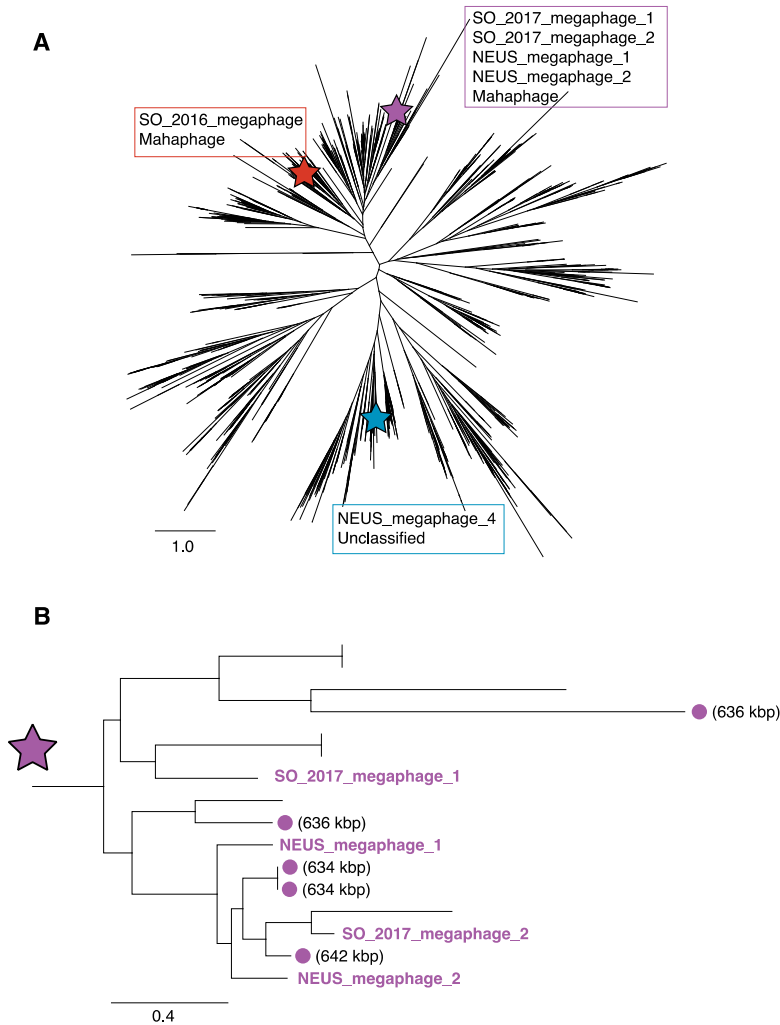 A
SO_2017_megaphage_1
SO_2017_megaphage_2
NEUS_megaphage_1
NEUS_megaphage_2
Mahaphage
SO_2016_megaphage
Mahaphage
NEUS_megaphage_4
Unclassified
1.0
B
(636 kbp)
SO_2017_megaphage_1
(636 kbp)
NEUS_megaphage_1
(634 kbp)
(634 kbp)
SO_2017_megaphage_2
(642 kbp)
NEUS_megaphage_2
0.4